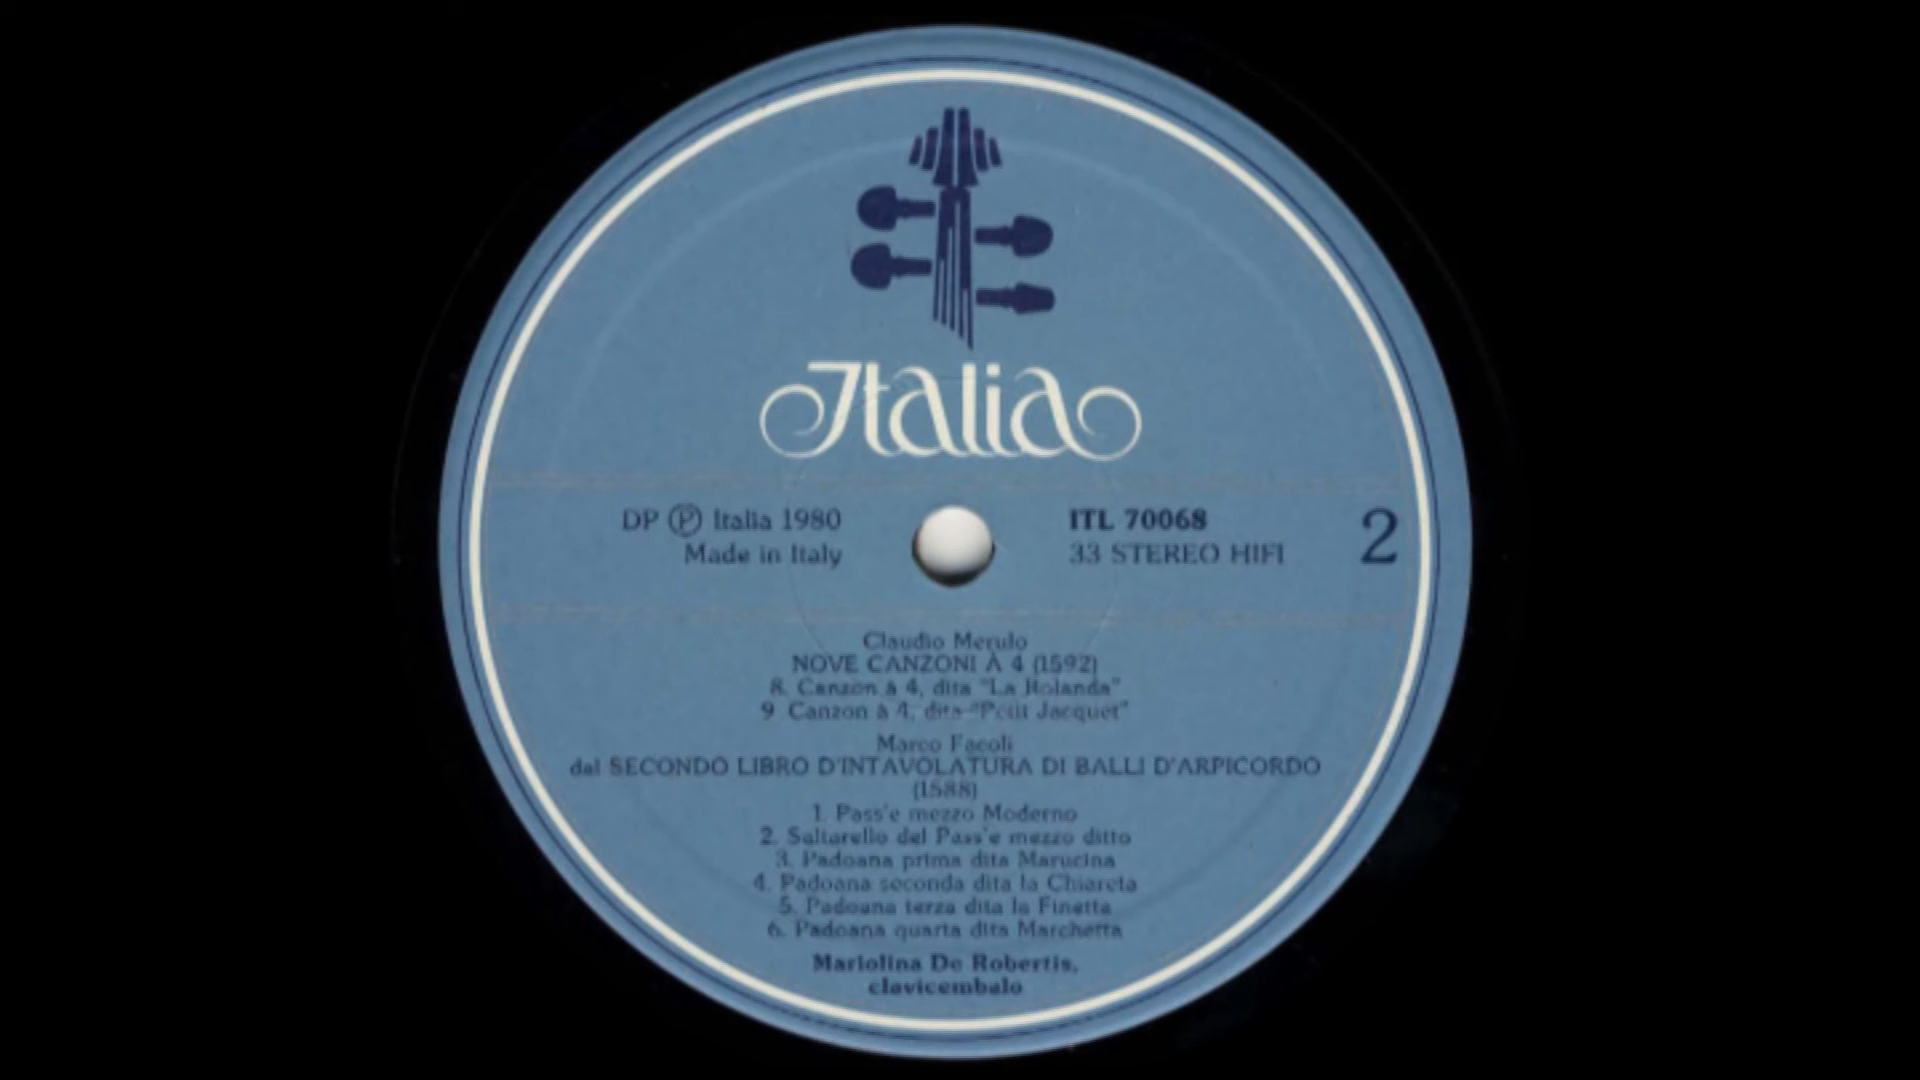 Italia
DP Ⓟ Italia 1980
Made in Italy
ITL 70068
33 STEREO HIFI
2
Claudio Merulo
NOVE CANZONI À 4 (1592)
8. Canzon à 4, dita "La Rolanda"
9 Canzon à 4, dita "Petit Jacquet"
Marco Facoli
dal SECONDO LIBRO D'INTAVOLATURA DI BALLI D'ARPICORDO
(1588)
1. Pass'e mezzo Moderno
2. Saltarello del Pass'e mezzo ditto
3. Padoana prima dita Marucina
4. Padoana seconda dita la Chiareta
5. Padoana terza dita la Finetta
6. Padoana quarta dita Marchetta
Mariolina De Robertis,
clavicembalo